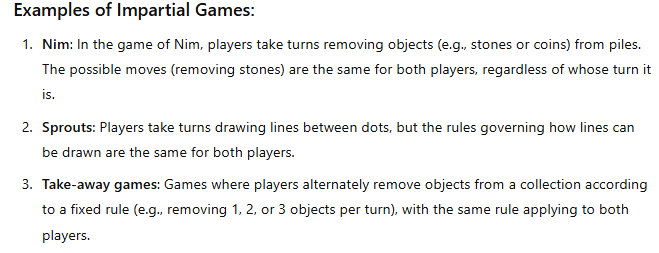 Examples of Impartial Games:
1. Nim: In the game of Nim, players take turns removing objects (e.g., stones or coins) from piles.
The possible moves (removing stones) are the same for both players, regardless of whose turn it
is.
2. Sprouts: Players take turns drawing lines between dots, but the rules governing how lines can
be drawn are the same for both players.
3. Take-away games: Games where players alternately remove objects from a collection according
to a fixed rule (e.g., removing 1, 2, or 3 objects per turn), with the same rule applying to both
players.